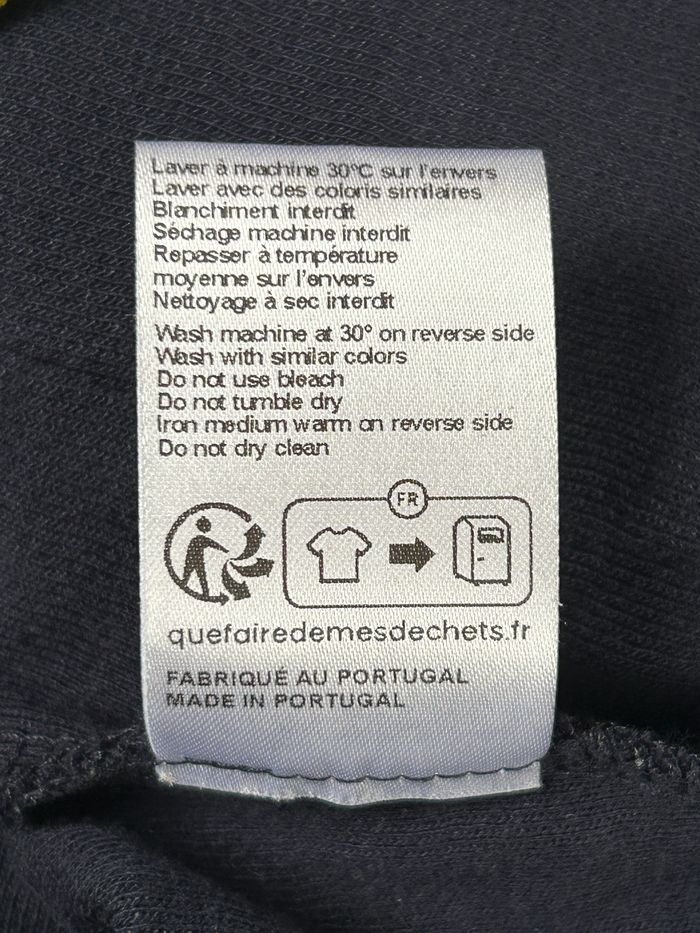 Laver à machine 30°C sur l'envers
Laver avec des coloris similaires
Blanchiment interdit
Séchage machine interdit
Repasser à température
moyenne sur l'envers
Nettoyage à sec interdit
Wash machine at 30° on reverse side
Wash with similar colors
Do not use bleach
Do not tumble dry
Iron medium warm on reverse side
Do not dry clean
FR
quefairedemesdechets.fr
FABRIQUÉ AU PORTUGAL
MADE IN PORTUGAL